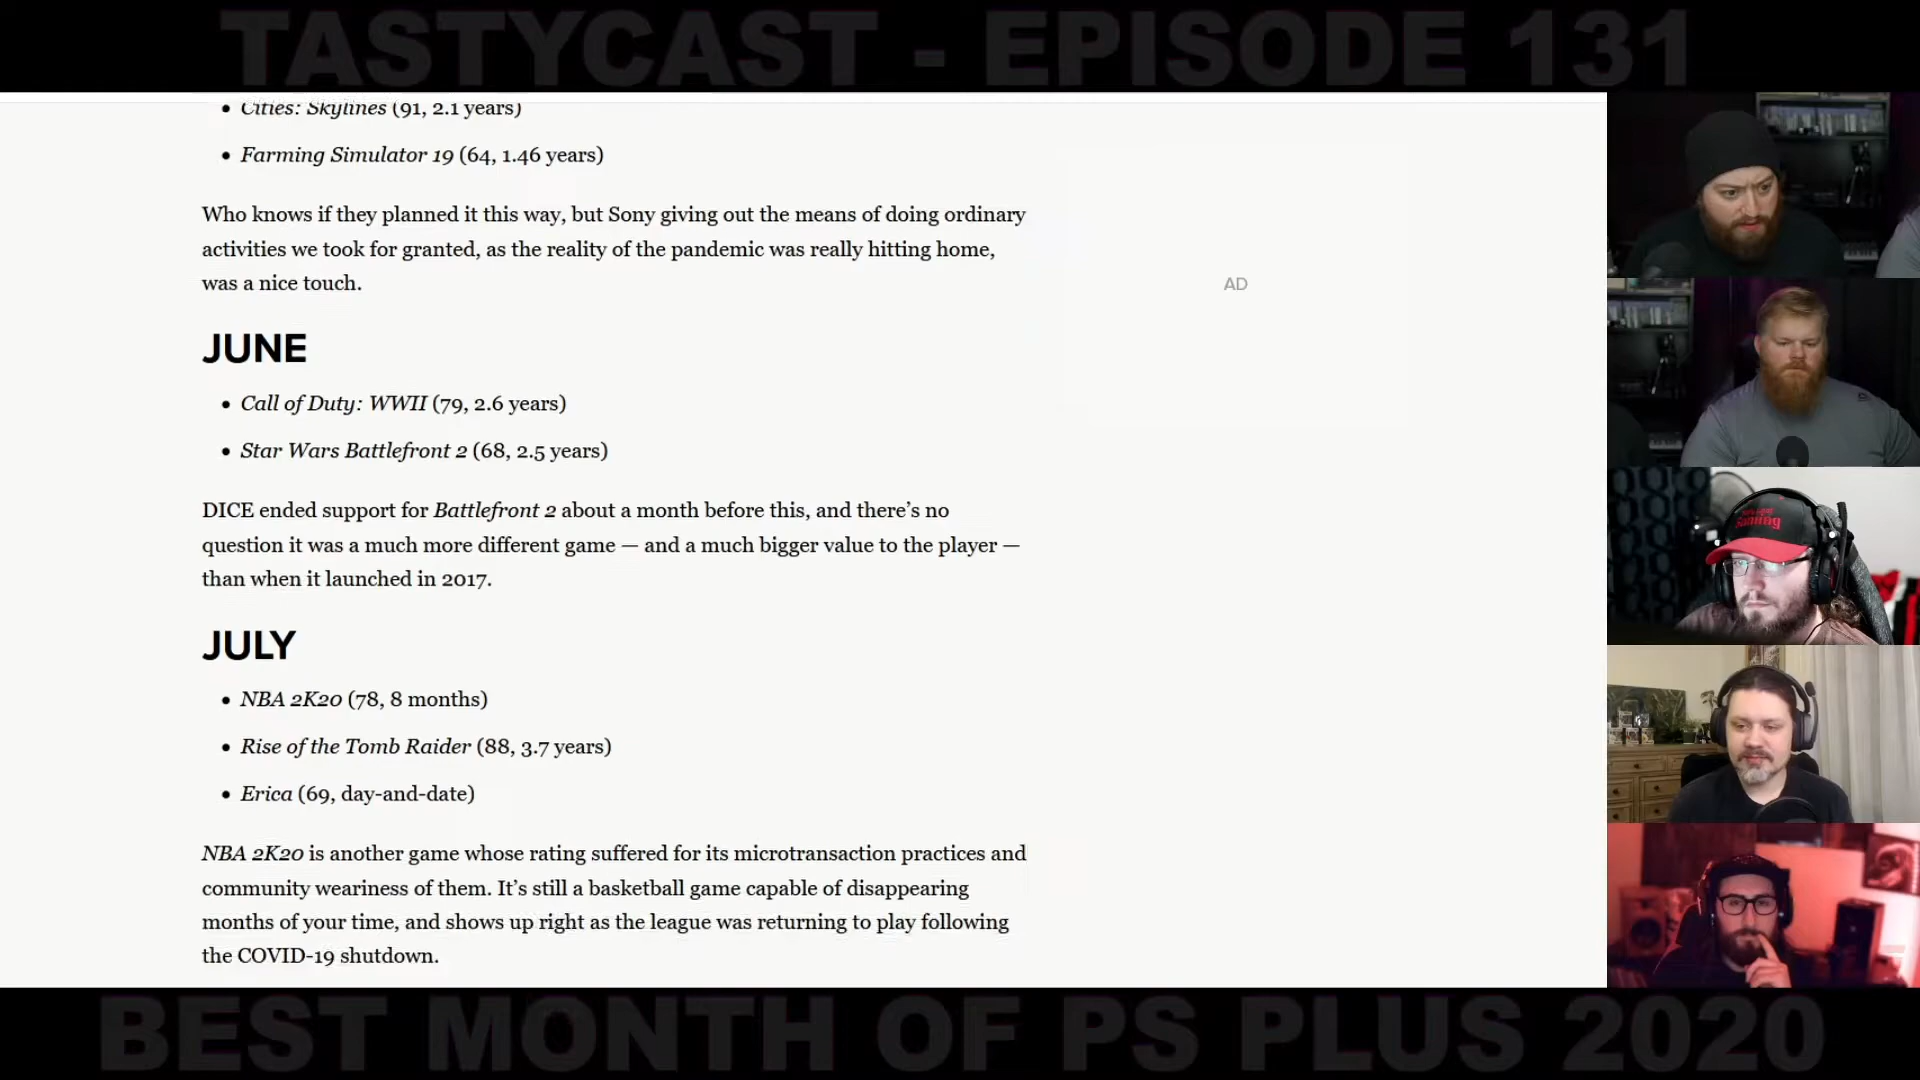 TASTYCAST - EPISODE 131
• Cities: Skylines (91, 2.1 years)
• Farming Simulator 19 (64, 1.46 years)
Who knows if they planned it this way, but Sony giving out the means of doing ordinary
activities we took for granted, as the reality of the pandemic was really hitting home,
was a nice touch.
AD
JUNE
• Call of Duty: WWII (79, 2.6 years)
• Star Wars Battlefront 2 (68, 2.5 years)
DICE ended support for Battlefront 2 about a month before this, and there’s no
question it was a much more different game — and a much bigger value to the player —
than when it launched in 2017.
JULY
• NBA 2K20 (78, 8 months)
• Rise of the Tomb Raider (88, 3.7 years)
• Erica (69, day-and-date)
NBA 2K20 is another game whose rating suffered for its microtransaction practices and
community weariness of them. It’s still a basketball game capable of disappearing
months of your time, and shows up right as the league was returning to play following
the COVID-19 shutdown.
Gaming
BEST MONTH OF PS PLUS 2020